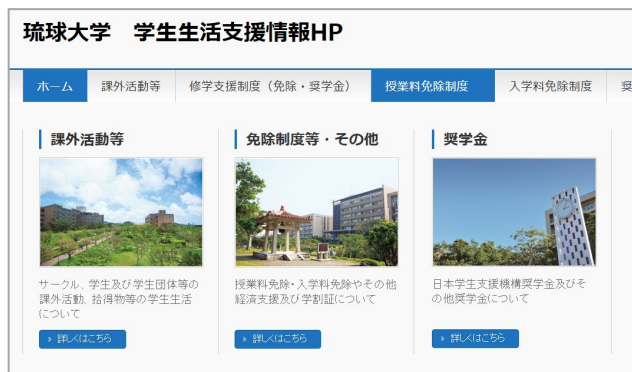 琉球大学　学生生活支援情報HP
ホーム
課外活動等
修学支援制度（免除・奨学金）
授業料免除制度
入学料免除制度
奨
課外活動等
免除制度等・その他
奨学金
サークル、学生及び学生団体等の
課外活動、拾得物等の学生生活
について
授業料免除・入学料免除やその他
経済支援及び学割証について
日本学生支援機構奨学金及びそ
の他奨学金について
詳しくはこちら
詳しくはこちら
詳しくはこちら